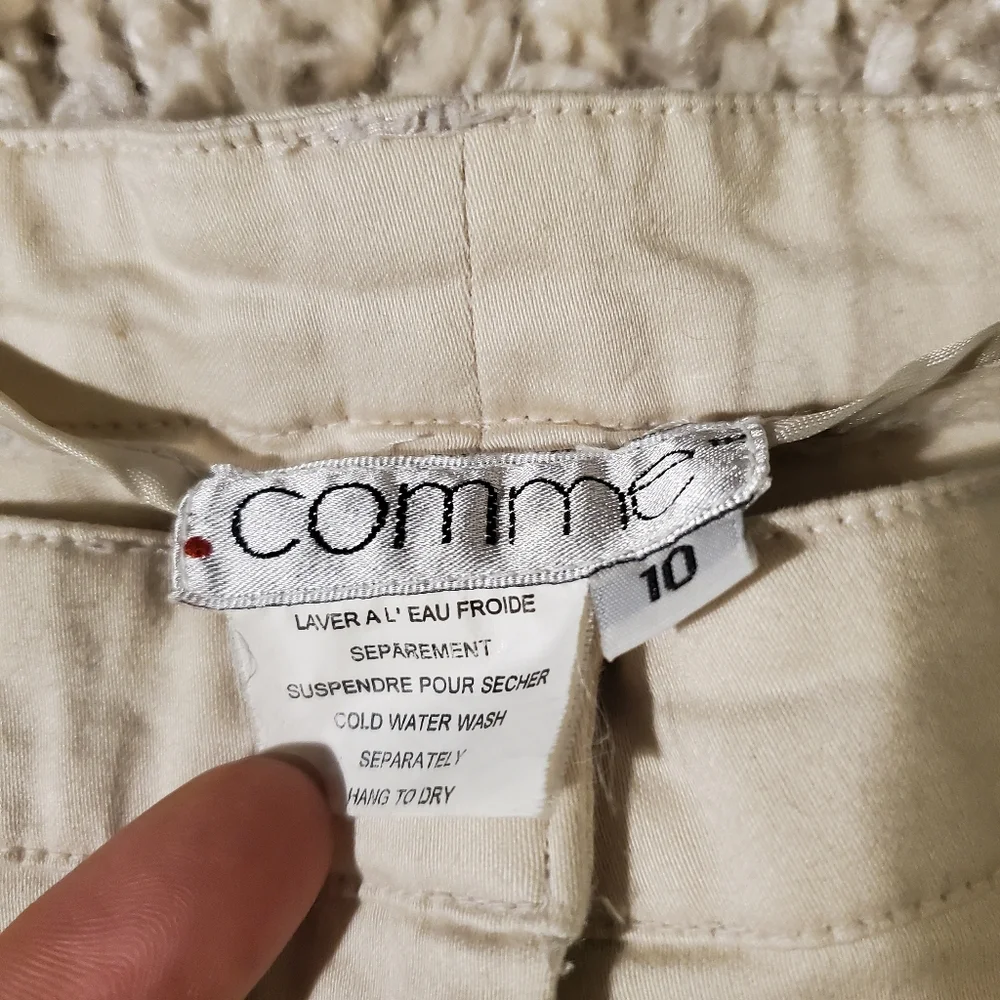 comme
10
LAVER A L' EAU FROIDE
SEPAREMENT
SUSPENDRE POUR SECHER
COLD WATER WASH
SEPARATELY
HANG TO DRY